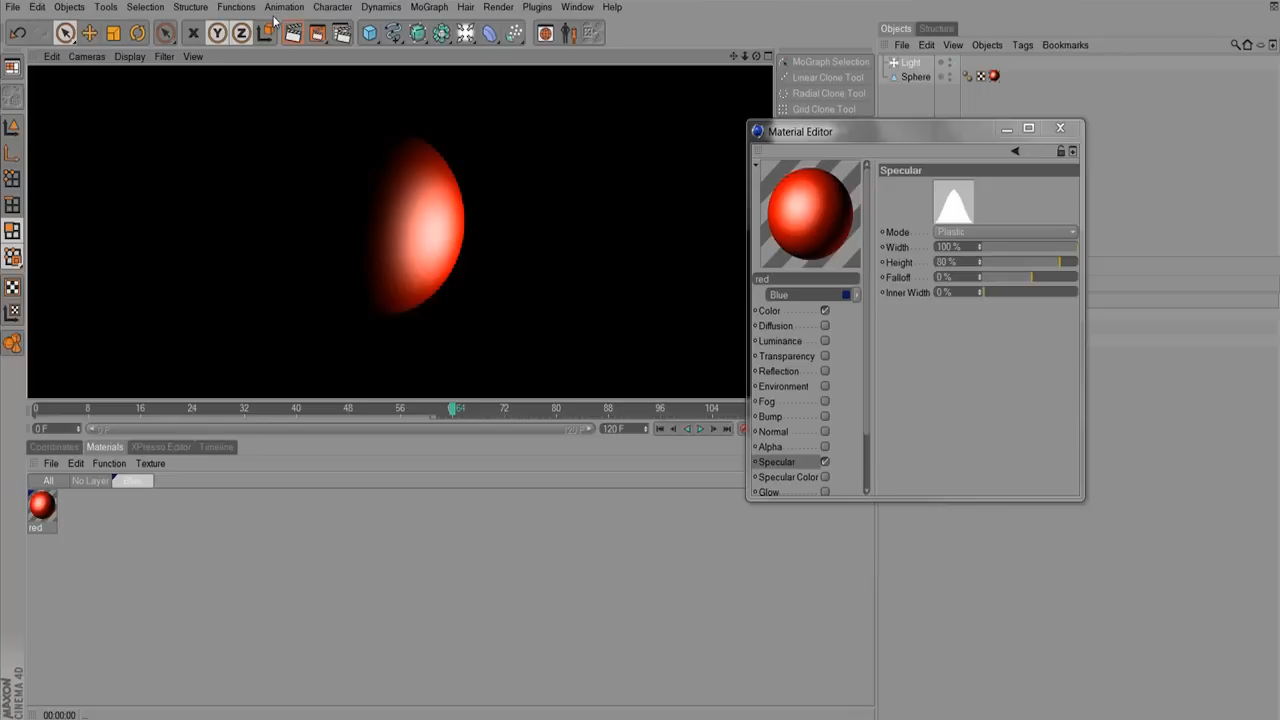 File Edit Objects Tools Selection Structure Functions Animation Character Dynamics MoGraph Hair Render Plugins Window Help
Objects Structure
File Edit View Objects Tags Bookmarks
Edit Cameras Display Filter View
MoGraph Selection
Light
Linear Clone Tool
Sphere
Radial Clone Tool
Grid Clone Tool
Material Editor
Specular
Mode Plastic
Width 100 %
Height 80 %
Falloff 0 %
Inner Width 0 %
red
Blue
Color
Diffusion
Luminance
Transparency
Reflection
Environment
Fog
Bump
Normal
Alpha
Specular
Specular Color
Glow
0 8 16 24 32 40 48 56 64 72 80 88 96 104
0 F 120 F
Coordinates Materials XPresso Editor Timeline
File Edit Function Texture
All No Layer
red
MAXON
CINEMA 4D
00:00:00